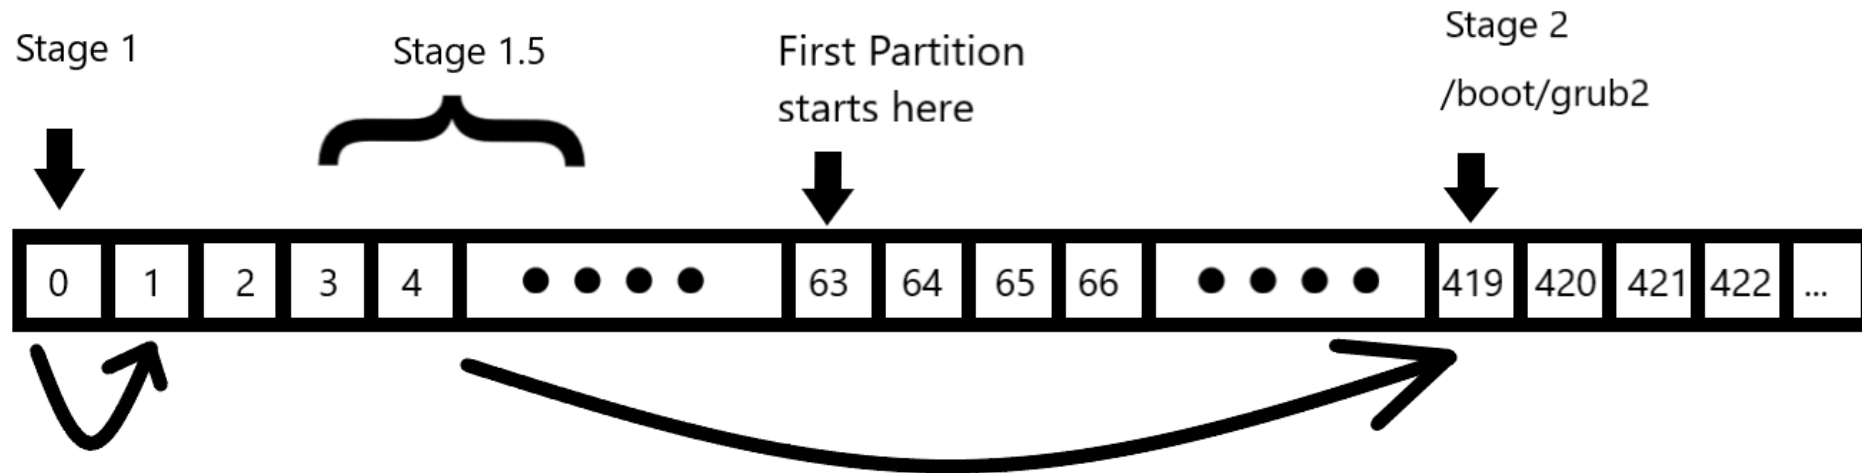 Stage 1
Stage 1.5
First Partition
starts here
Stage 2
/boot/grub2
0 1 2 3 4 63 64 65 66 419 420 421 422 ...